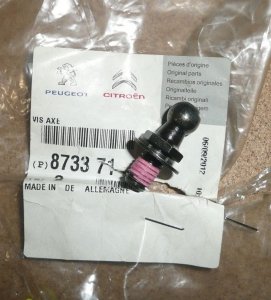 Pièces d'origine
Original parts
Recambios originales
Originalteile
Ricambi originali
PEUGEOT CITROËN
VIS AXE
(P) 8733 71
MADE IN DE ALLEMAGNE